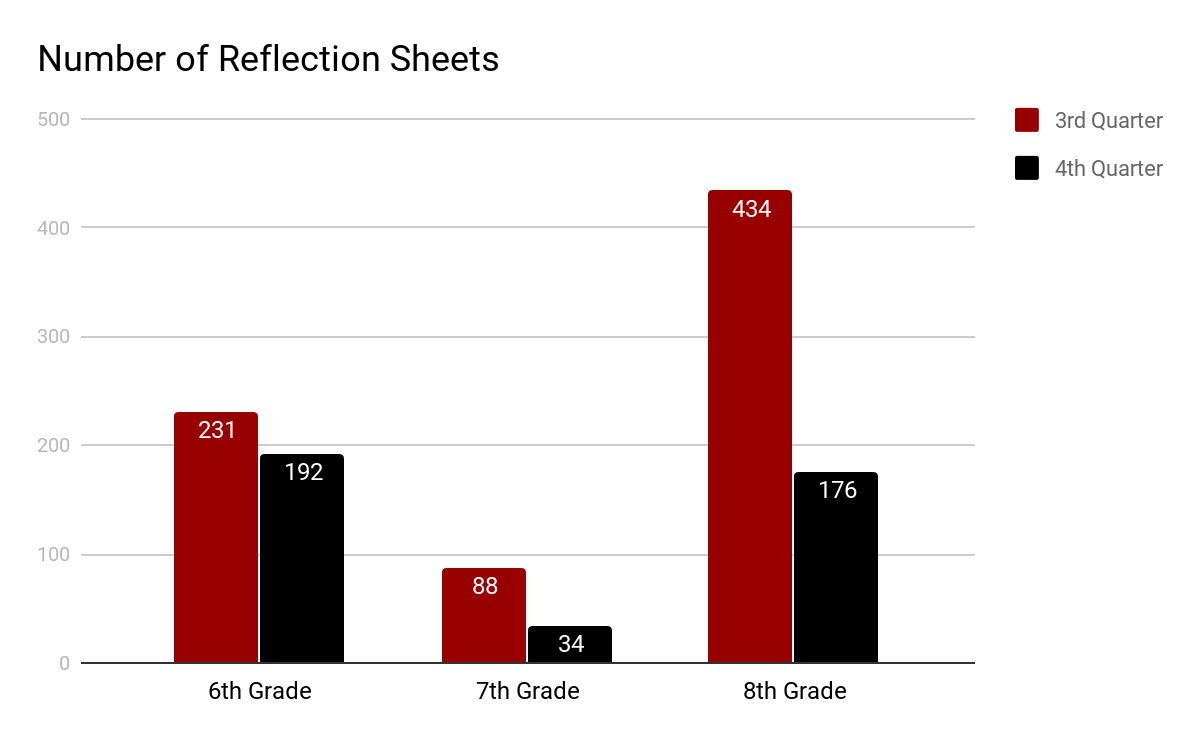 Number of Reflection Sheets
500
3rd Quarter
4th Quarter
434
400
300
231
200
192
176
100
88
34
0
6th Grade
7th Grade
8th Grade